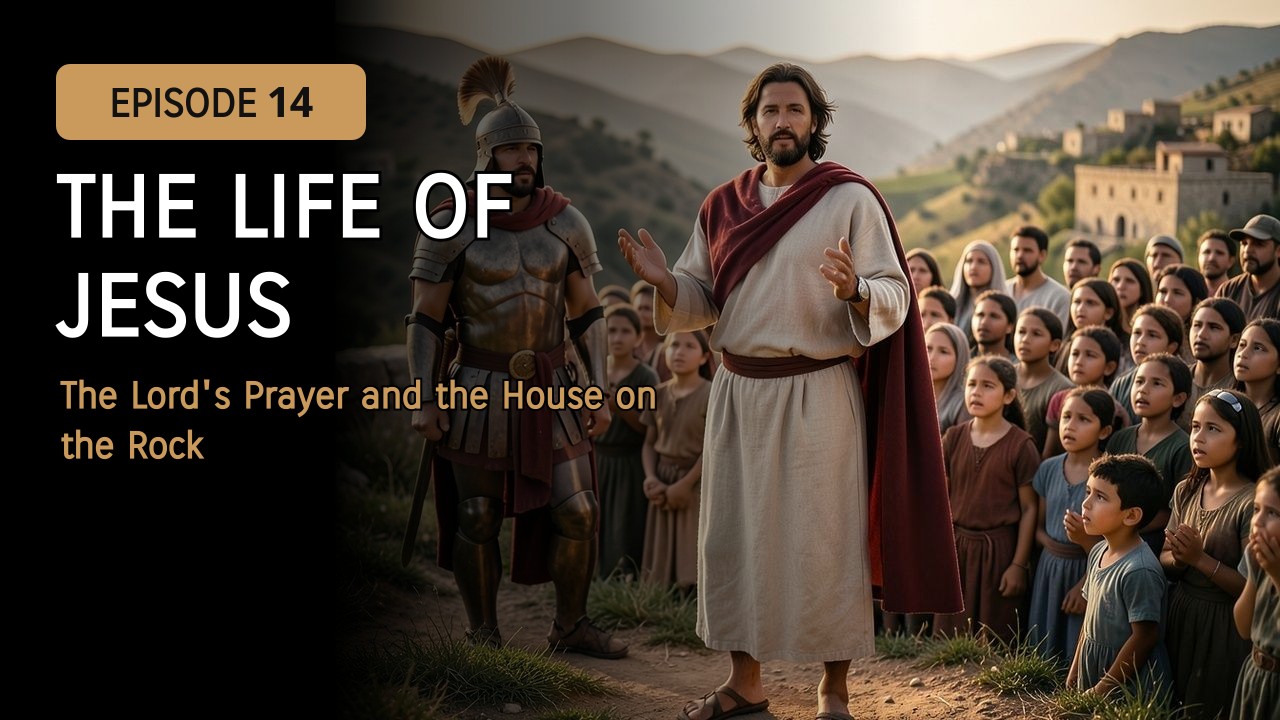 EPISODE 14
THE LIFE OF
JESUS
The Lord's Prayer and the House on
the Rock